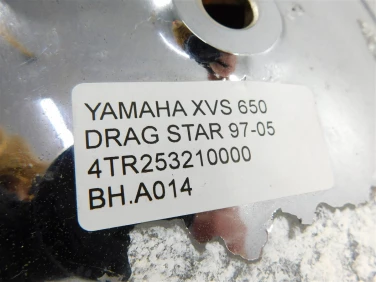 YAMAHA XVS 650
DRAG STAR 97-05
4TR253210000
BH.A014